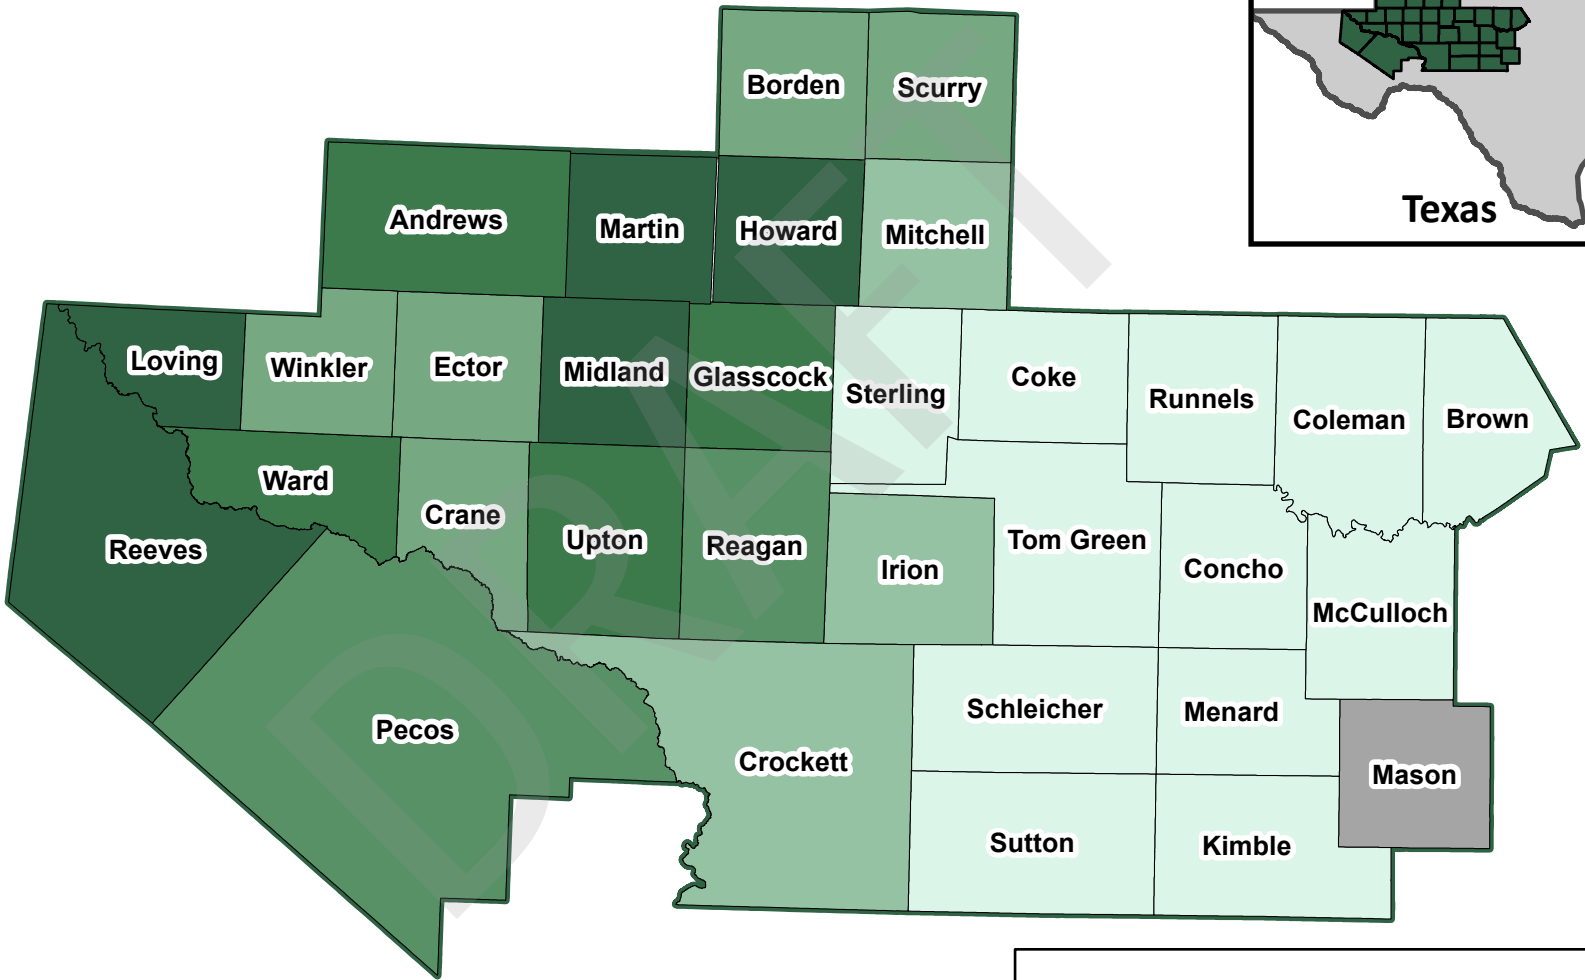 Borden
Scurry
Texas
Andrews
Martin
Howard
Mitchell
Loving
Winkler
Ector
Midland
Glasscock
Sterling
Coke
Runnels
Coleman
Brown
Ward
Crane
Upton
Reagan
Irion
Tom Green
Concho
McCulloch
Reeves
Pecos
Crockett
Schleicher
Menard
Mason
Sutton
Kimble
DRAFT